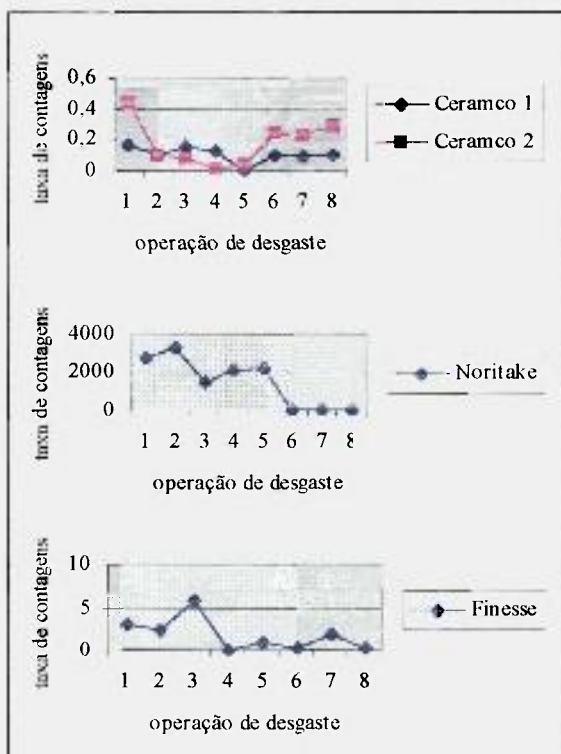 taxa de contagens
0,6
0,4
0,2
0
1 2 3 4 5 6 7 8
operação de desgaste
Ceramco 1
Ceramco 2
taxa de contagens
4000
2000
0
1 2 3 4 5 6 7 8
operação de desgaste
Noritake
taxa de contagens
10
5
0
1 2 3 4 5 6 7 8
operação de desgaste
Finesse